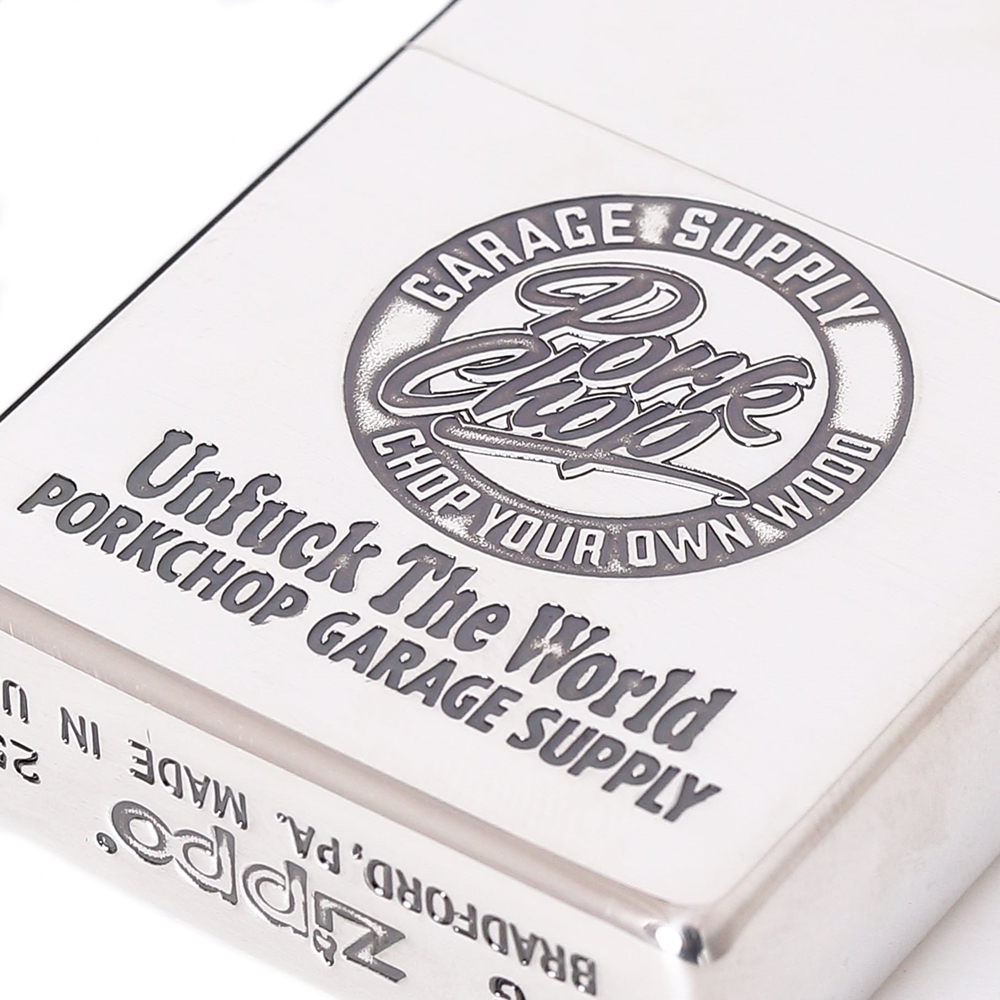 GARAGE SUPPLY
Pork
Chop
CHOP YOUR OWN WOOD
Unfuck The World
PORKCHOP GARAGE SUPPLY
BRADFORD, PA. MADE IN U
zippo
G
25